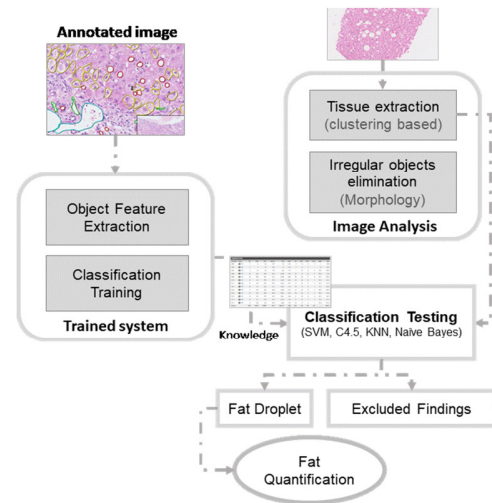 Annotated image
Tissue extraction
(clustering based)
Irregular objects
elimination
(Morphology)
Image Analysis
Object Feature
Extraction
Classification
Training
Trained system
Knowledge
Classification Testing
(SVM, C4.5, KNN, Naive Bayes)
Fat Droplet
Excluded Findings
Fat
Quantification